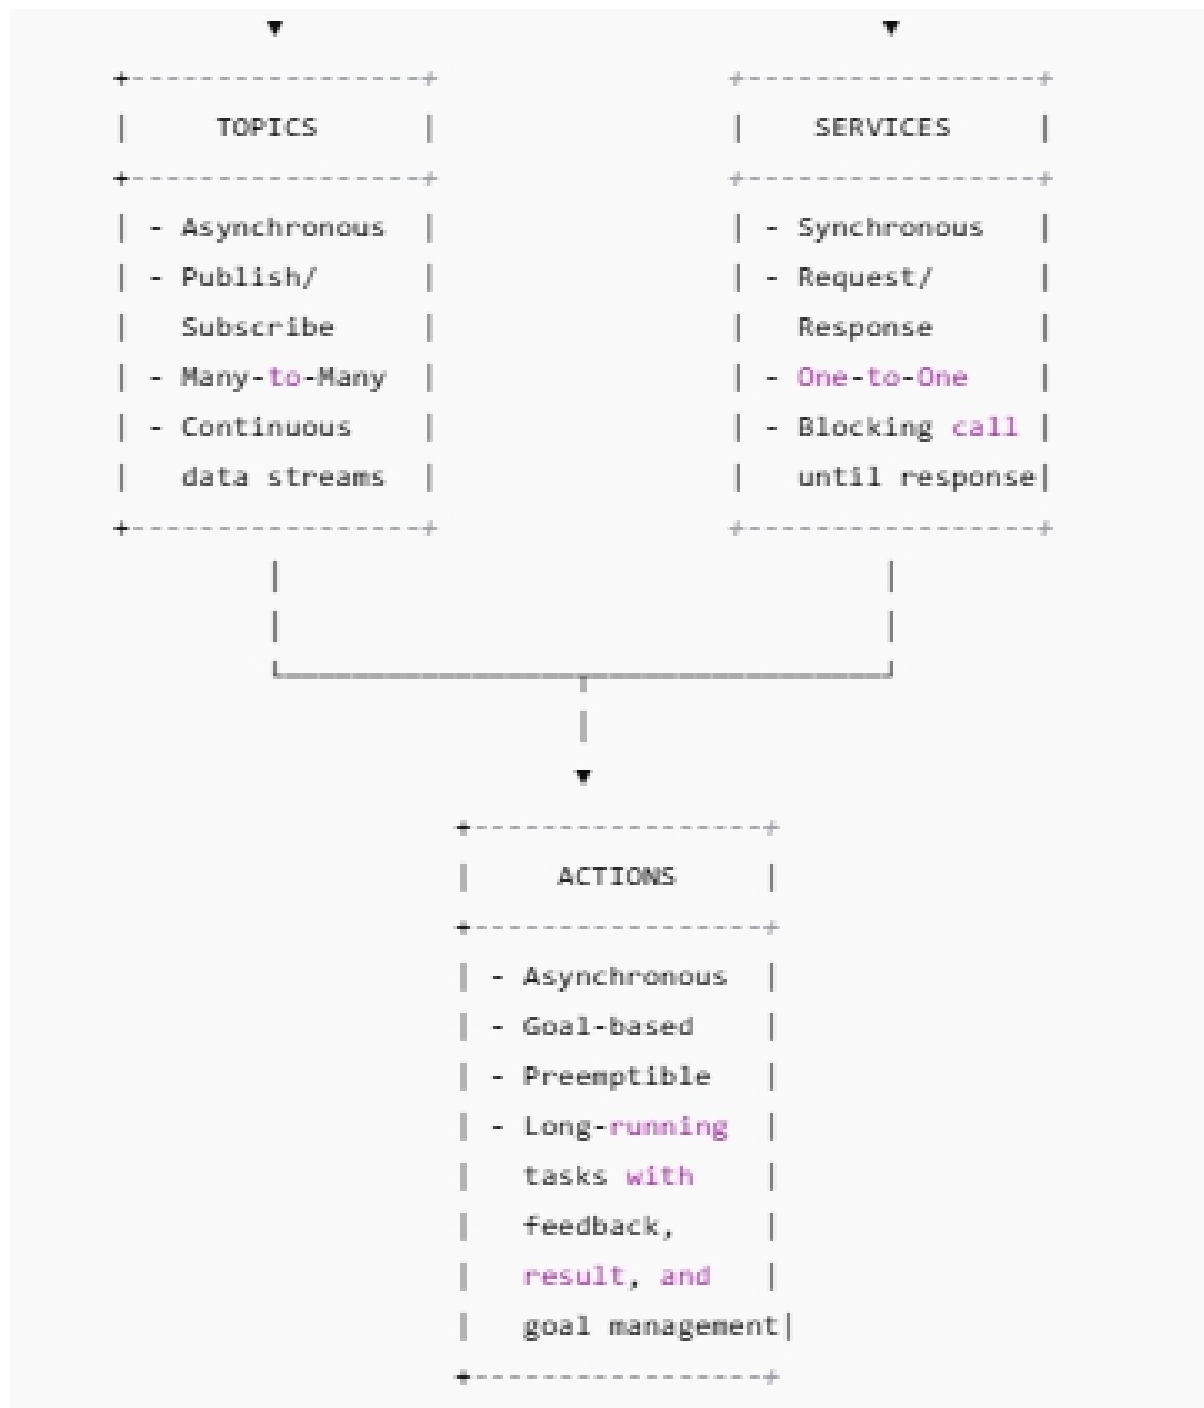 TOPICS
- Asynchronous
- Publish/
Subscribe
- Many-to-Many
- Continuous
data streams
SERVICES
- Synchronous
- Request/
Response
- One-to-One
- Blocking call
until response
ACTIONS
- Asynchronous
- Goal-based
- Preemptible
- Long-running
tasks with
feedback,
result, and
goal management